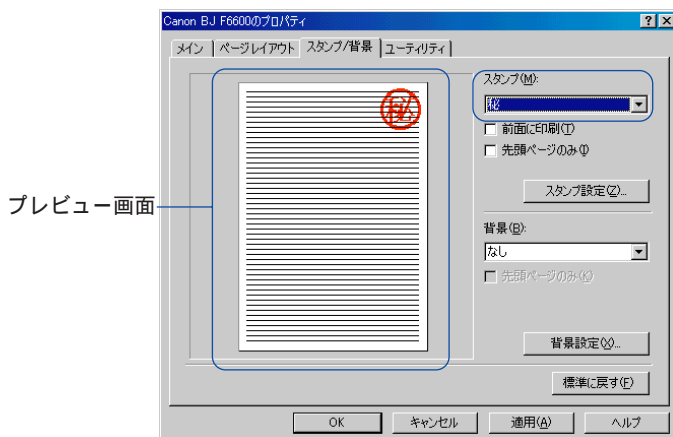 Canon BJ F6600のプロパティ
メイン
ページレイアウト
スタンプ/背景
ユーティリティ
プレビュー画面
秘
スタンプ(M):
秘
前面に印刷(T)
先頭ページのみ(I)
スタンプ設定(Z)...
背景(B):
なし
先頭ページのみ(K)
背景設定(X)...
標準に戻す(F)
OK
キャンセル
適用(A)
ヘルプ